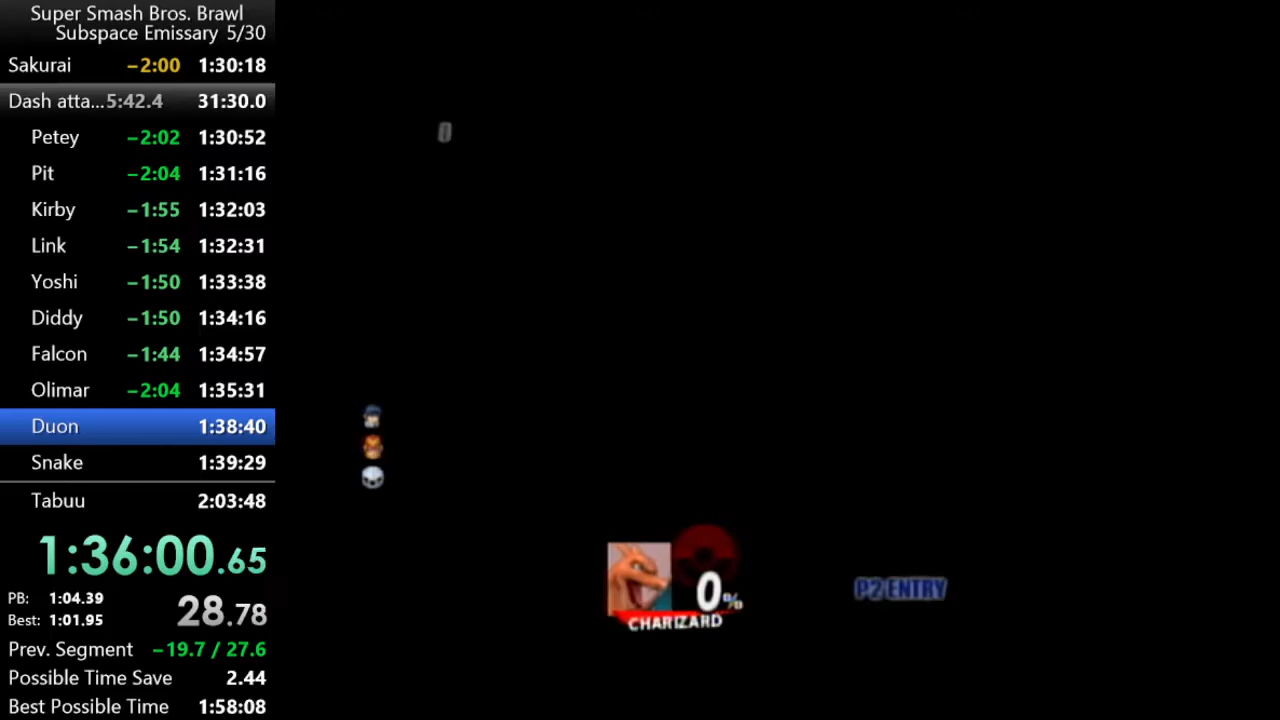 Super Smash Bros. Brawl
Subspace Emissary 5/30
Sakurai -2:00 1:30:18
Dash atta...5:42.4 31:30.0
Petey -2:02 1:30:52
Pit -2:04 1:31:16
Kirby -1:55 1:32:03
Link -1:54 1:32:31
Yoshi -1:50 1:33:38
Diddy -1:50 1:34:16
Falcon -1:44 1:34:57
Olimar -2:04 1:35:31
Duon 1:38:40
Snake 1:39:29
Tabuu 2:03:48
1:36:00.65
PB: 1:04.39
Best: 1:01.95
28.78
Prev. Segment -19.7 / 27.6
Possible Time Save 2.44
Best Possible Time 1:58:08
0
0%
CHARIZARD
P2 ENTRY